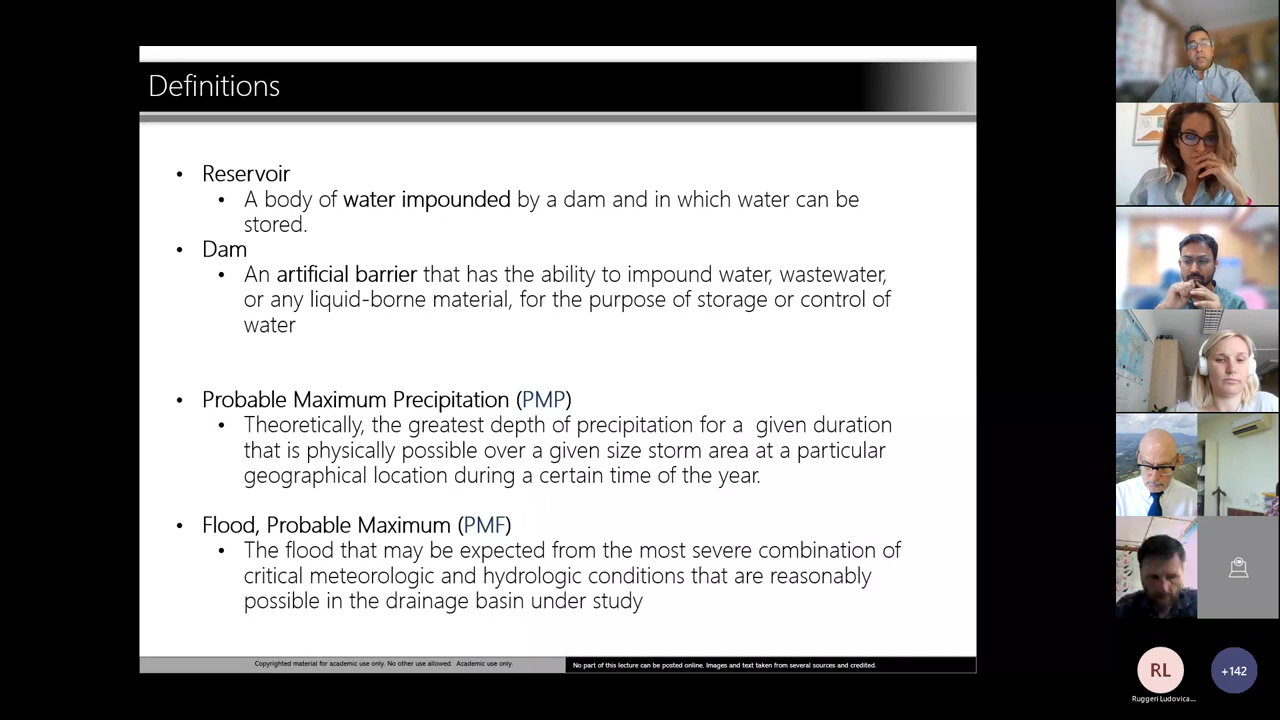 Definitions
• Reservoir
• A body of water impounded by a dam and in which water can be
stored.
• Dam
• An artificial barrier that has the ability to impound water, wastewater,
or any liquid-borne material, for the purpose of storage or control of
water
• Probable Maximum Precipitation (PMP)
• Theoretically, the greatest depth of precipitation for a given duration
that is physically possible over a given size storm area at a particular
geographical location during a certain time of the year.
• Flood, Probable Maximum (PMF)
• The flood that may be expected from the most severe combination of
critical meteorologic and hydrologic conditions that are reasonably
possible in the drainage basin under study
Copyrighted material for academic use only. No other use allowed. Academic use only.
No part of this lecture can be posted online. Images and text taken from several sources and credited.
RL
+142
Ruggeri Ludovica...